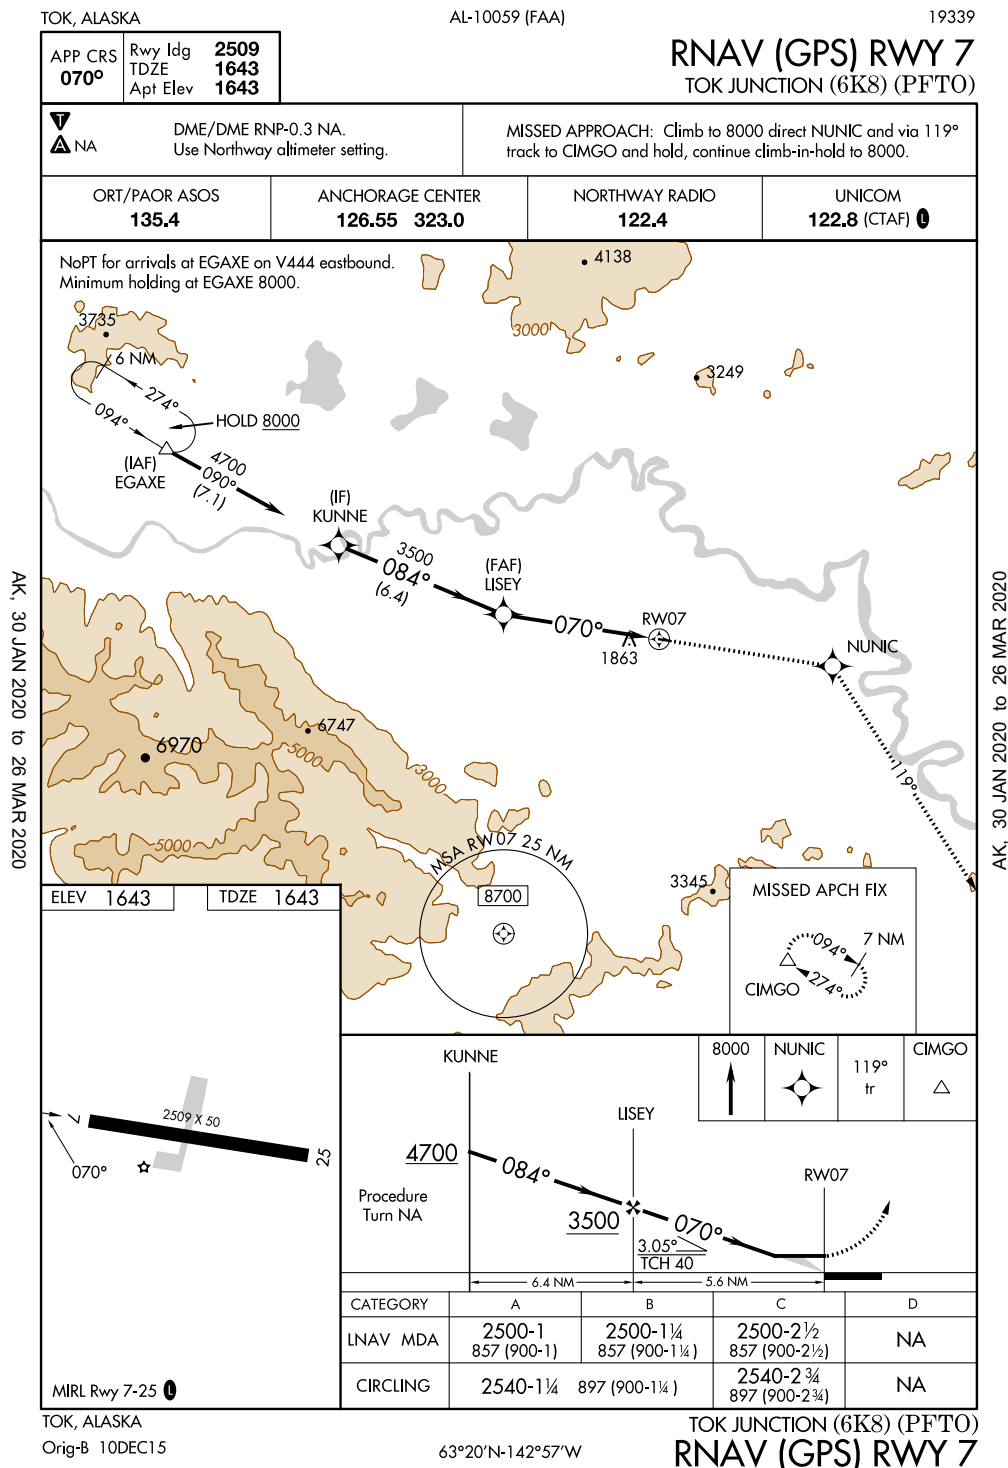 TOK, ALASKA
AL-10059 (FAA)
19339
APP CRS
070°
Rwy ldg 2509
TDZE 1643
Apt Elev 1643
RNAV (GPS) RWY 7
TOK JUNCTION (6K8) (PFTO)
T
A NA
DME/DME RNP-0.3 NA.
Use Northway altimeter setting.
MISSED APPROACH: Climb to 8000 direct NUNIC and via 119°
track to CIMGO and hold, continue climb-in-hold to 8000.
ORT/PAOR ASOS
135.4
ANCHORAGE CENTER
126.55 323.0
NORTHWAY RADIO
122.4
UNICOM
122.8 (CTAF) L
NoPT for arrivals at EGAXE on V444 eastbound.
Minimum holding at EGAXE 8000.
4138
3000
3735
6 NM
274°
094°
HOLD 8000
3249
(IAF)
EGAXE
4700
090°
(7.1)
(IF)
KUNNE
3500
084°
(6.4)
(FAF)
LISEY
070°
RW07
1863
NUNIC
119°
6747
6970
5000
3000
5000
MSA RW07 25 NM
8700
3345
MISSED APCH FIX
094°
7 NM
274°
CIMGO
ELEV 1643
TDZE 1643
7
2509 X 50
25
070°
MIRL Rwy 7-25 L
KUNNE
LISEY
RW07
8000
NUNIC
119°
tr
CIMGO
4700
084°
Procedure
Turn NA
3500
070°
3.05°
TCH 40
6.4 NM
5.6 NM
CATEGORY A B C D
LNAV MDA 2500-1 2500-1¼ 2500-2½ NA
857 (900-1) 857 (900-1¼) 857 (900-2½)
CIRCLING 2540-1¼ 897 (900-1¼) 2540-2¾ NA
897 (900-2¾)
TOK, ALASKA
Orig-B 10DEC15
63°20'N-142°57'W
TOK JUNCTION (6K8) (PFTO)
RNAV (GPS) RWY 7
AK, 30 JAN 2020 to 26 MAR 2020
AK, 30 JAN 2020 to 26 MAR 2020